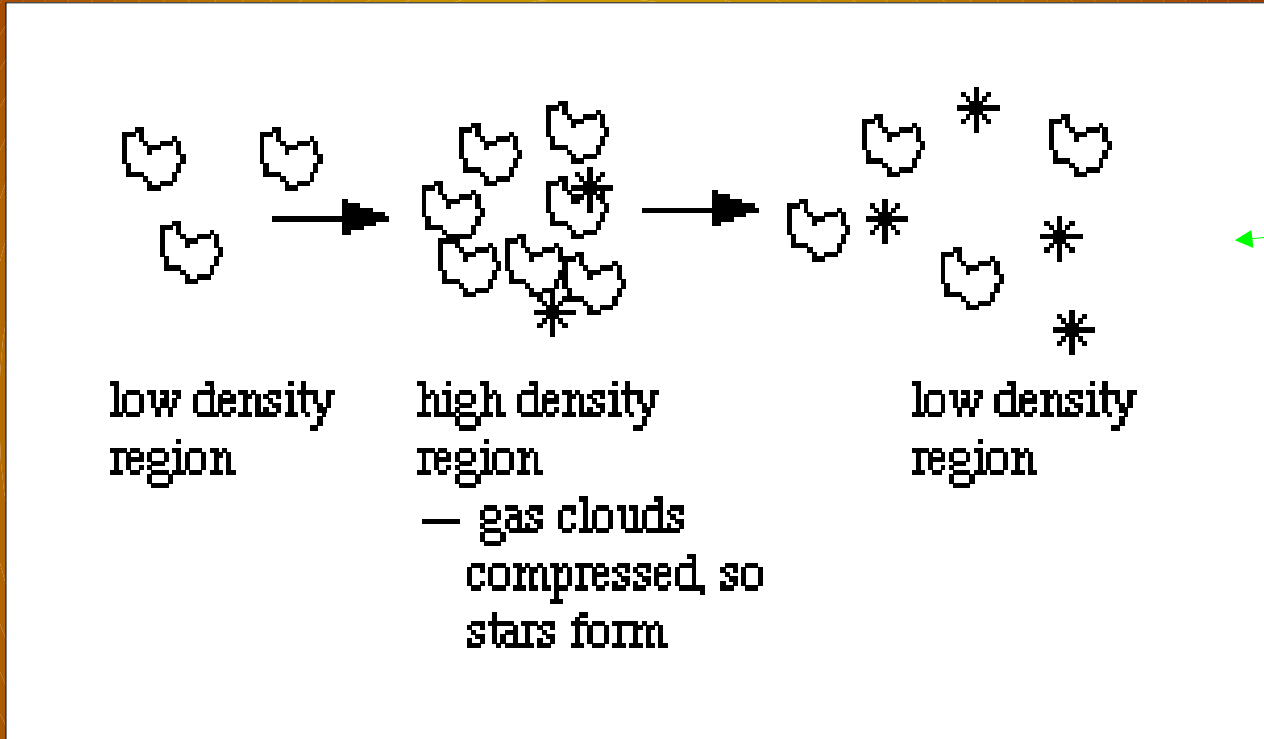 low density
region
high density
region
— gas clouds
compressed, so
stars form
low density
region